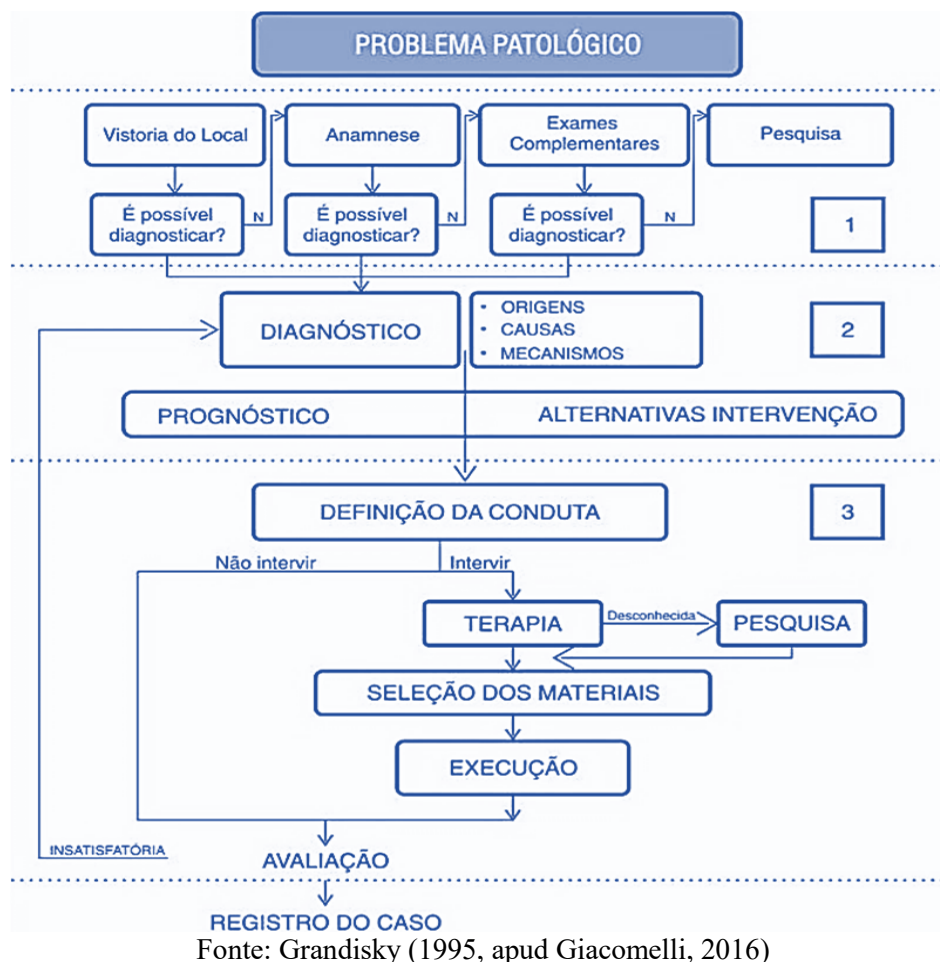 PROBLEMA PATOLÓGICO
Vistoria do Local
Anamnese
Exames
Complementares
Pesquisa
É possível
diagnosticar?
N
É possível
diagnosticar?
N
É possível
diagnosticar?
N
1
DIAGNÓSTICO
• ORIGENS
• CAUSAS
• MECANISMOS
2
PROGNÓSTICO
ALTERNATIVAS INTERVENÇÃO
DEFINIÇÃO DA CONDUTA
3
Não intervir
Intervir
TERAPIA
Desconhecida
PESQUISA
SELEÇÃO DOS MATERIAIS
EXECUÇÃO
INSATISFATÓRIA
AVALIAÇÃO
REGISTRO DO CASO
Fonte: Grandisky (1995, apud Giacomelli, 2016)